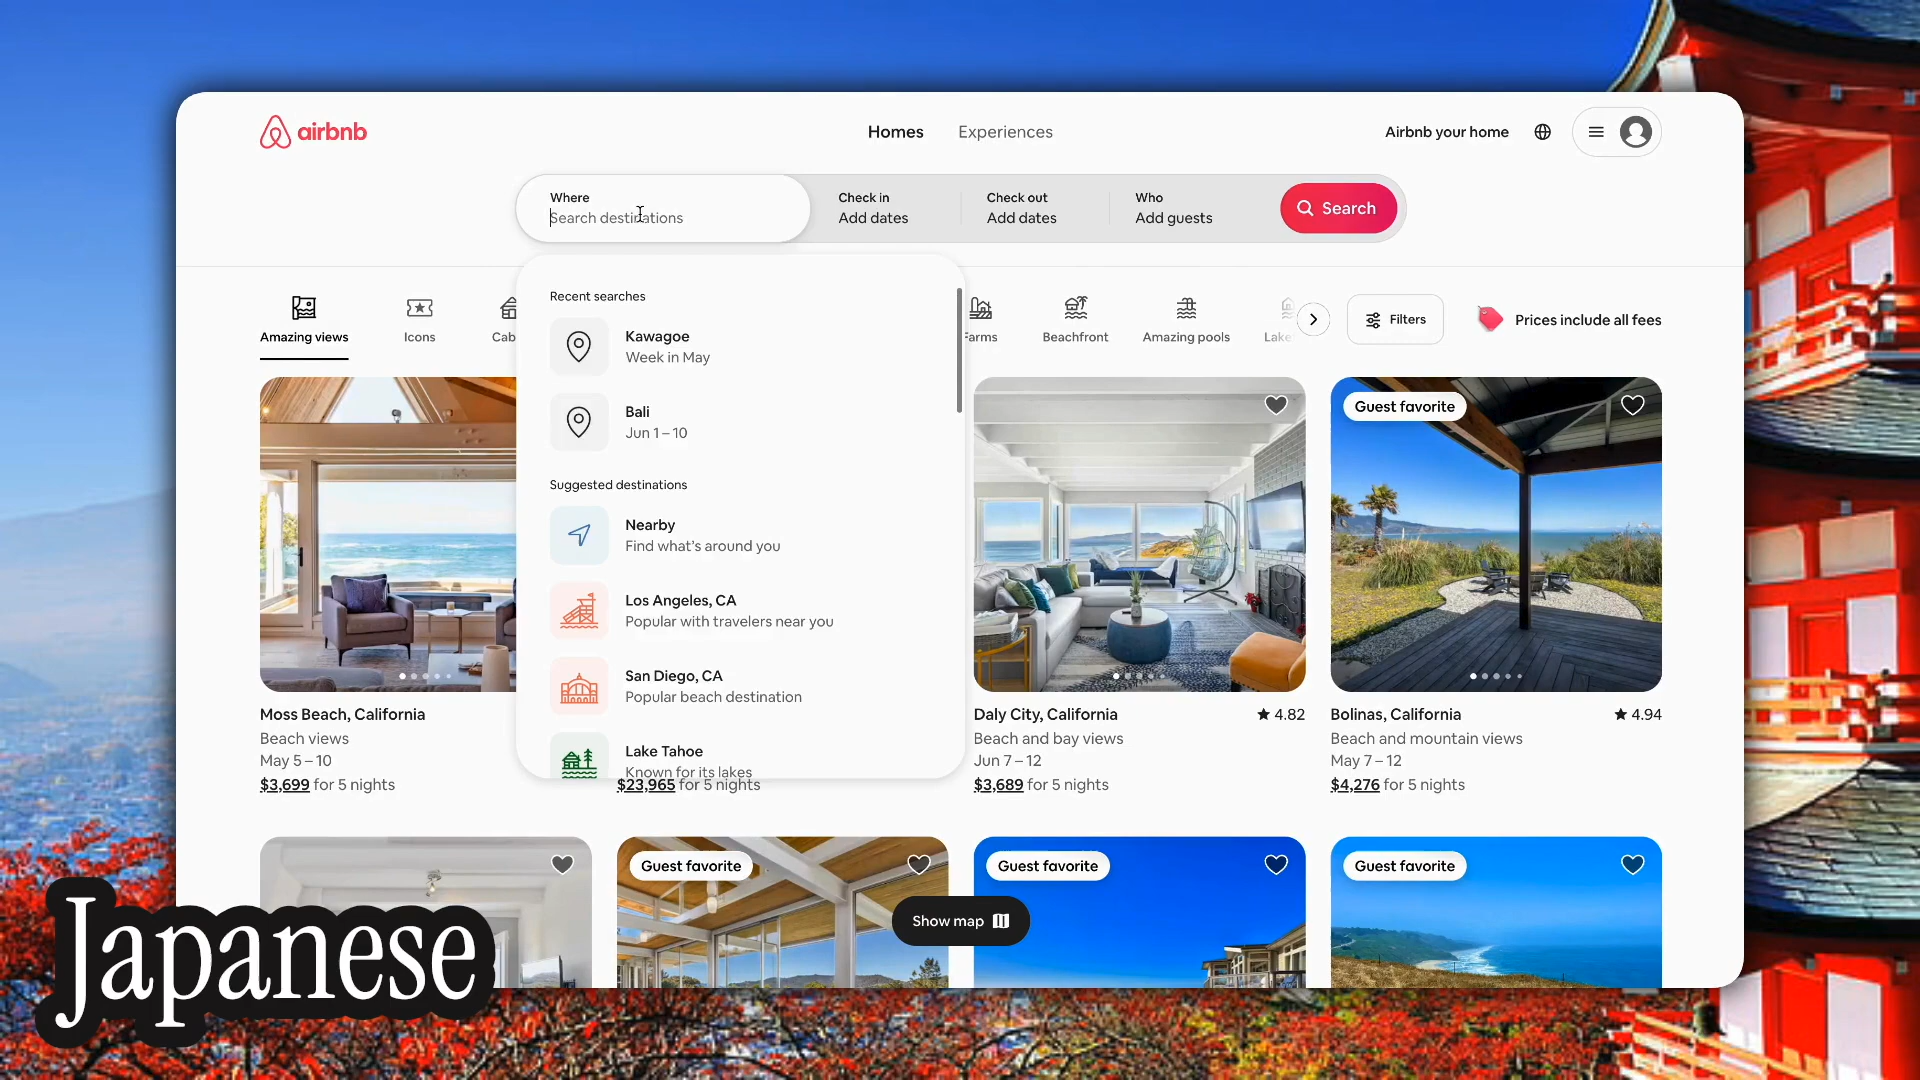 airbnb
Homes
Experiences
Airbnb your home
Where
Search destinations
Check in
Add dates
Check out
Add dates
Who
Add guests
Search
Recent searches
Kawagoe
Week in May
Bali
Jun 1 – 10
Suggested destinations
Nearby
Find what's around you
Los Angeles, CA
Popular with travelers near you
San Diego, CA
Popular beach destination
Lake Tahoe
Known for its lakes
Amazing views
Icons
Cab
Farms
Beachfront
Amazing pools
Lake
Filters
Prices include all fees
Guest favorite
Moss Beach, California
Beach views
May 5 – 10
$3,699 for 5 nights
$23,965 for 5 nights
Daly City, California
4.82
Beach and bay views
Jun 7 – 12
$3,689 for 5 nights
Bolinas, California
4.94
Beach and mountain views
May 7 – 12
$4,276 for 5 nights
Guest favorite
Guest favorite
Guest favorite
Show map
Japanese